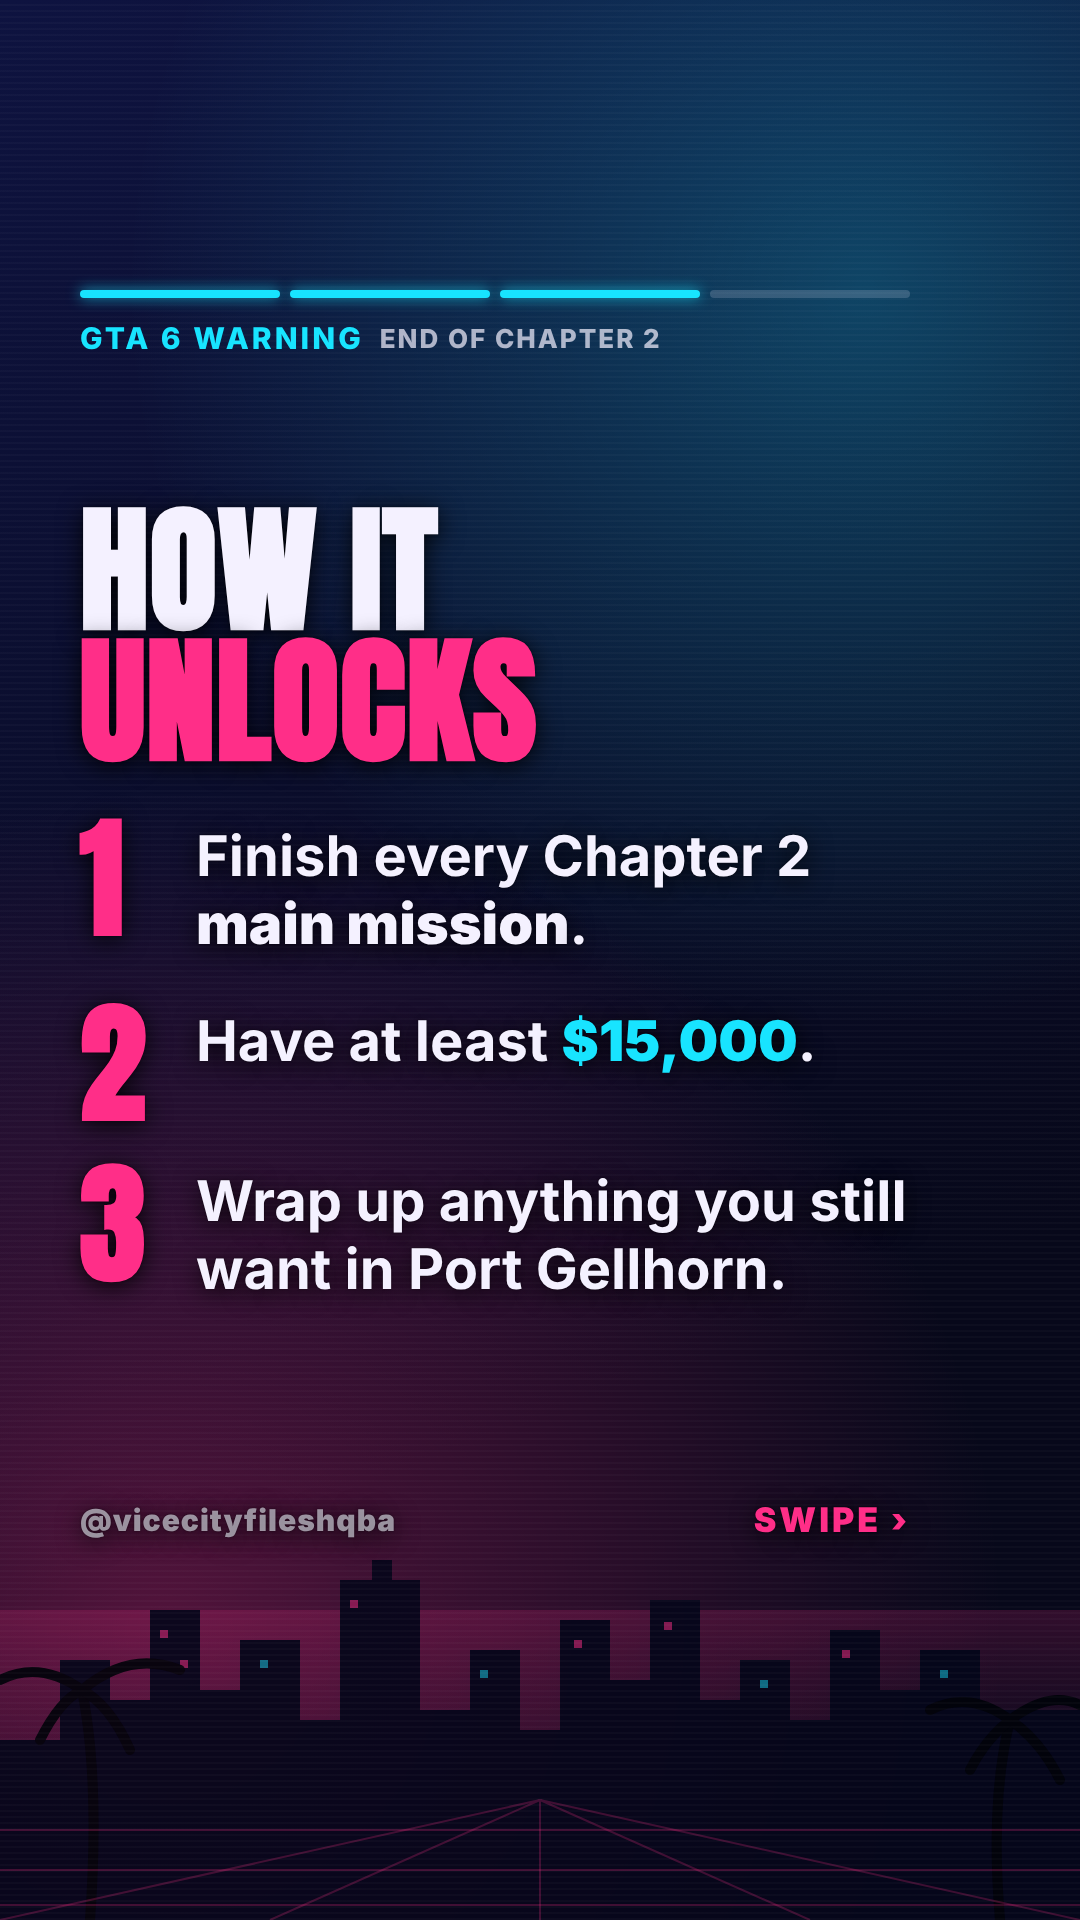 GTA 6 WARNING END OF CHAPTER 2
HOW IT
UNLOCKS
1 Finish every Chapter 2
main mission.
2 Have at least $15,000.
3 Wrap up anything you still
want in Port Gellhorn.
@vicecityfileshqba SWIPE ›